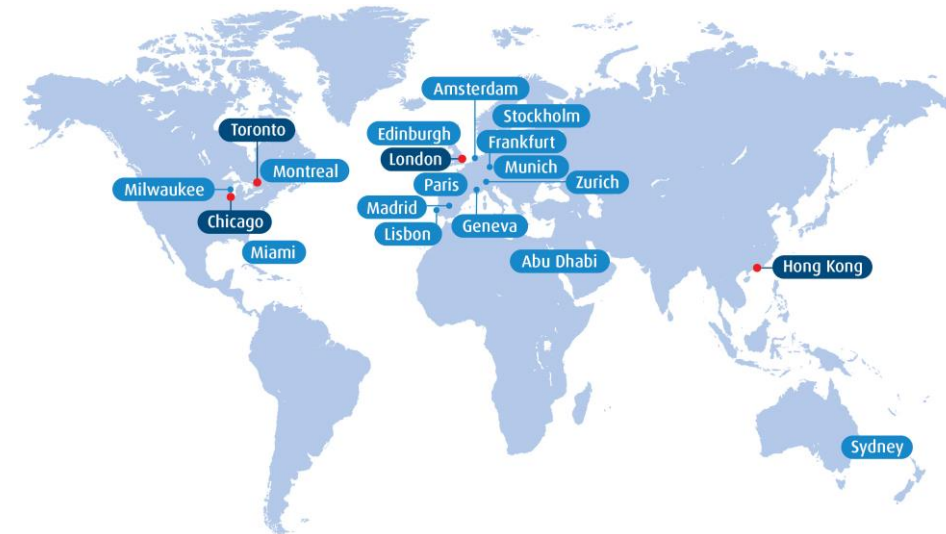 Amsterdam
Stockholm
Toronto
Edinburgh
Frankfurt
London
Montreal
Munich
Milwaukee
Paris
Zurich
Madrid
Chicago
Lisbon
Geneva
Miami
Abu Dhabi
Hong Kong
Sydney